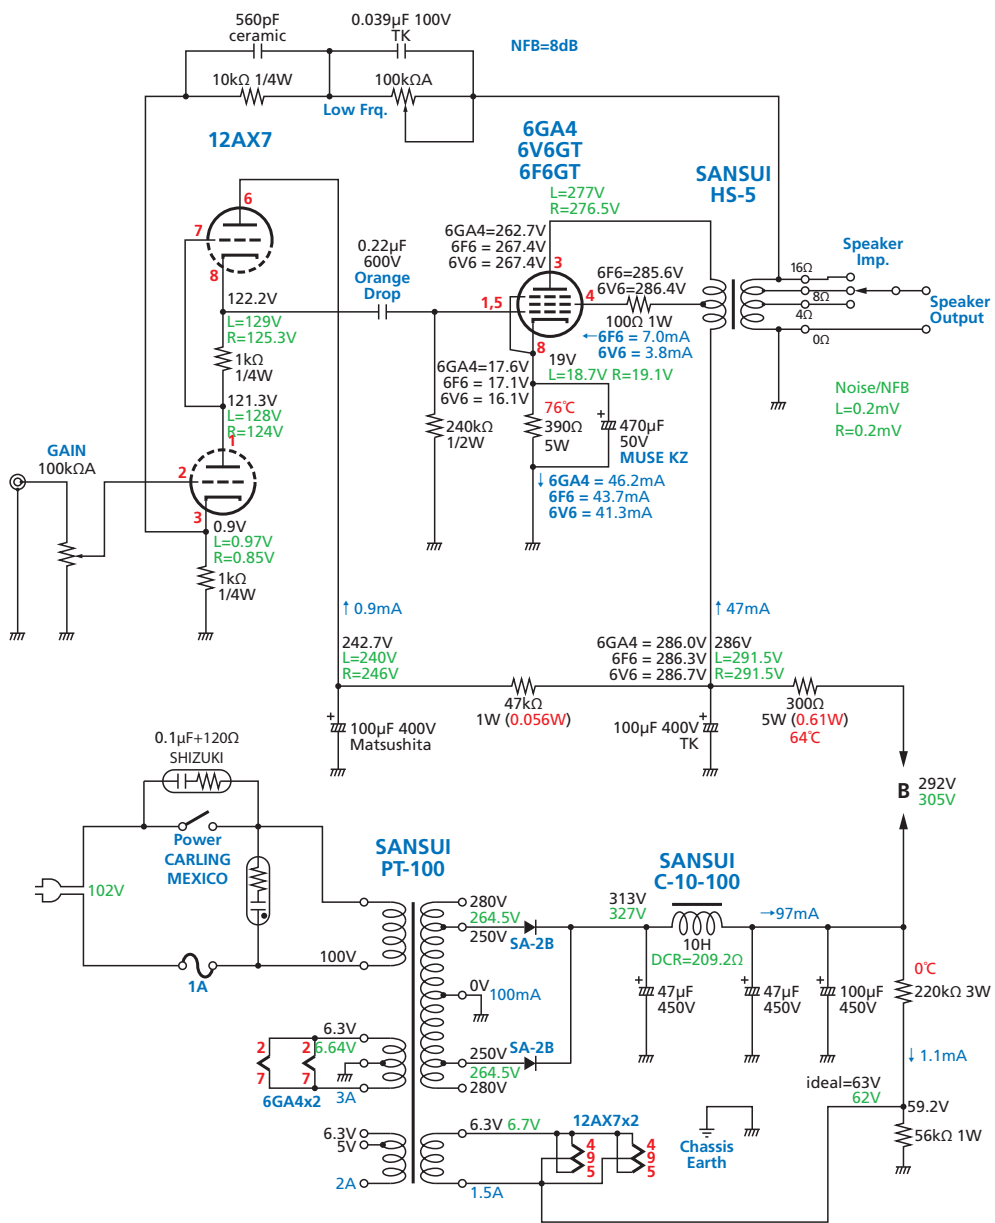 560pF
ceramic
0.039μF 100V
TK
NFB=8dB
10kΩ 1/4W
100kΩA
Low Frq.
12AX7
6GA4
6V6GT
6F6GT
SANSUI
HS-5
L=277V
R=276.5V
6
7
8
0.22μF
600V
Orange
Drop
6GA4=262.7V
6F6 = 267.4V
6V6 = 267.4V
3
1,5
4
8
6F6=285.6V
6V6=286.4V
100Ω 1W
←6F6 = 7.0mA
6V6 = 3.8mA
Speaker
Imp.
16Ω
8Ω
4Ω
0Ω
Speaker
Output
122.2V
L=129V
R=125.3V
1kΩ
1/4W
121.3V
L=128V
R=124V
1
19V
L=18.7V R=19.1V
6GA4=17.6V
6F6 = 17.1V
6V6 = 16.1V
76℃
390Ω
5W
240kΩ
1/2W
+
470μF
50V
MUSE KZ
Noise/NFB
L=0.2mV
R=0.2mV
GAIN
100kΩA
2
3
↓ 6GA4 = 46.2mA
6F6 = 43.7mA
6V6 = 41.3mA
0.9V
L=0.97V
R=0.85V
1kΩ
1/4W
↑ 0.9mA
↑ 47mA
242.7V
L=240V
R=246V
6GA4 = 286.0V
6F6 = 286.3V
6V6 = 286.7V
286V
L=291.5V
R=291.5V
47kΩ
1W (0.056W)
300Ω
5W (0.61W)
64℃
+
100μF 400V
Matsushita
+
100μF 400V
TK
0.1μF+120Ω
SHIZUKI
B
292V
305V
Power
CARLING
MEXICO
102V
1A
SANSUI
PT-100
SANSUI
C-10-100
280V
264.5V
250V
SA-2B
313V
327V
→97mA
10H
DCR=209.2Ω
100V
0V
100mA
+
47μF
450V
+
47μF
450V
+
100μF
450V
0℃
220kΩ 3W
6.3V
6.64V
2
7
2
7
6GA4x2
3A
250V
264.5V
280V
SA-2B
↓ 1.1mA
ideal=63V
62V
59.2V
56kΩ 1W
6.3V
5V
2A
6.3V 6.7V
1.5A
12AX7x2
4
9
5
4
9
5
Chassis
Earth